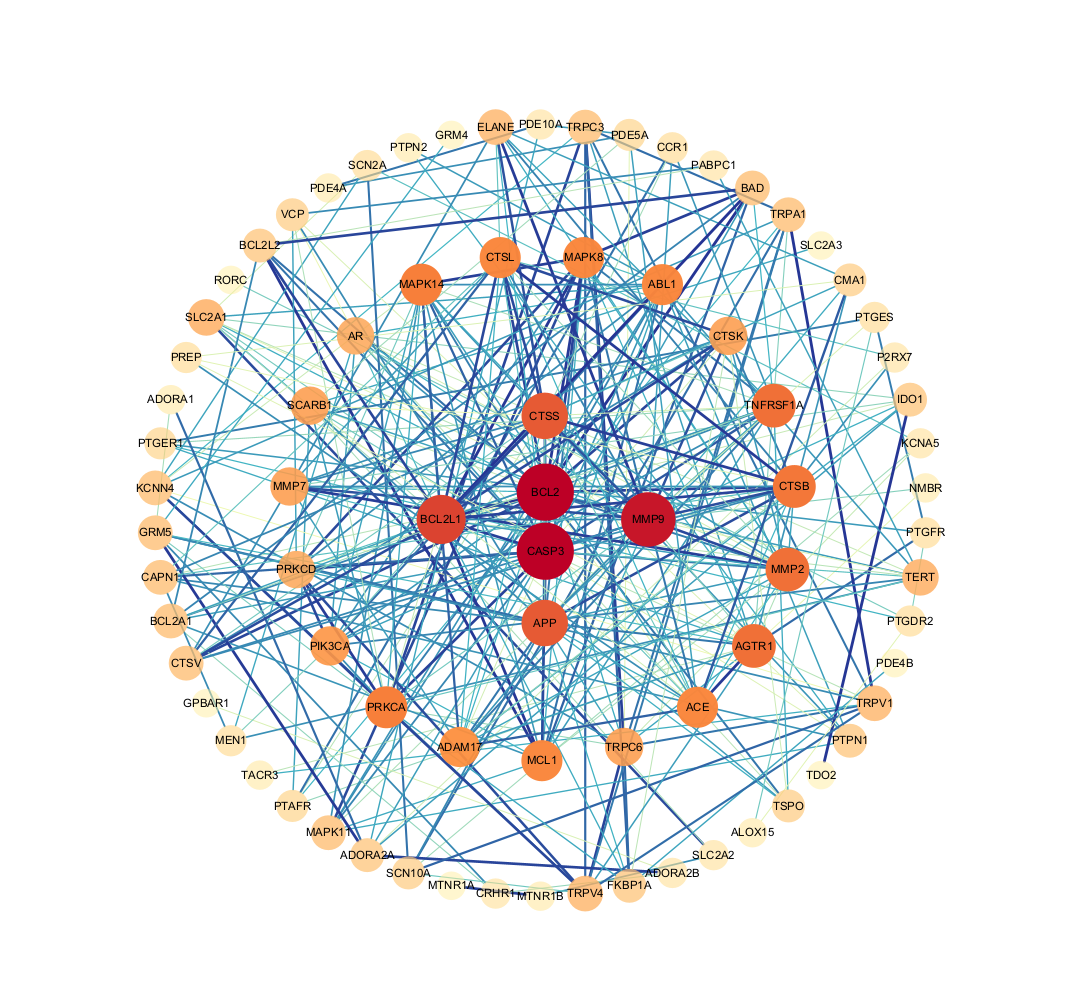 ELANE
PDE10A
TRPC3
PDE5A
GRM4
CCR1
PTPN2
PABPC1
SCN2A
PDE4A
BAD
VCP
TRPA1
BCL2L2
SLC2A3
CTSL
MAPK8
RORC
MAPK14
ABL1
CMA1
SLC2A1
PTGES
AR
CTSK
PREP
P2RX7
ADORA1
SCARB1
TNFRSF1A
IDO1
CTSS
PTGER1
KCNA5
KCNN4
MMP7
BCL2
CTSB
NMBR
BCL2L1
MMP9
GRM5
PTGFR
CASP3
CAPN1
PRKCD
MMP2
TERT
BCL2A1
APP
PTGDR2
PIK3CA
AGTR1
CTSV
PDE4B
GPBAR1
PRKCA
ACE
TRPV1
MEN1
ADAM17
MCL1
TRPC6
PTPN1
TACR3
TDO2
PTAFR
TSPO
MAPK11
ALOX15
ADORA2A
SLC2A2
SCN10A
ADORA2B
MTNR1A
CRHR1
MTNR1B
TRPV4
FKBP1A